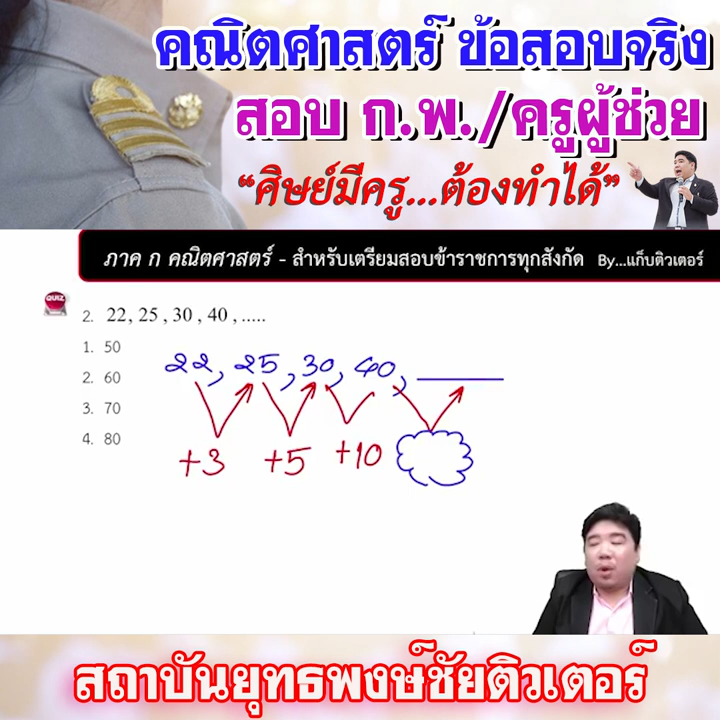 คณิตศาสตร์ ข้อสอบจริง
สอบ ก.พ./ครูผู้ช่วย
“ศิษย์มีครู...ต้องทำได้”
ภาค ก คณิตศาสตร์ - สำหรับเตรียมสอบข้าราชการทุกสังกัด By...แก็บติวเตอร์
QUIZ
2. 22, 25 , 30 , 40 , .....
1. 50
2. 60
3. 70
4. 80
22, 25, 30, 40, ____
+3 +5 +10
สถาบันยุทธพงษ์ชัยติวเตอร์